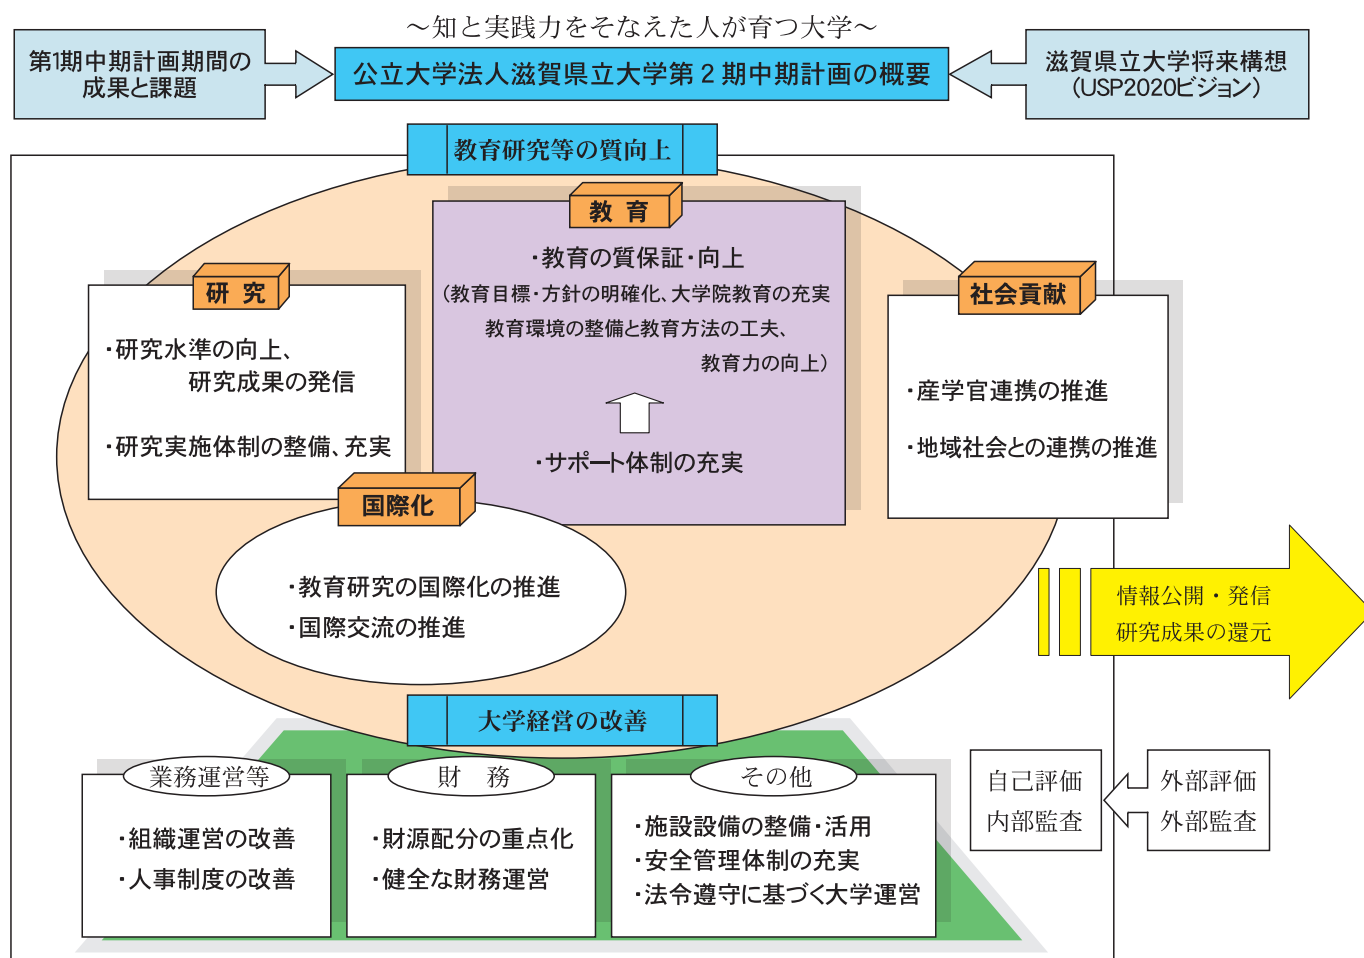 ～知と実践力をそなえた人が育つ大学～
第1期中期計画期間の
成果と課題
公立大学法人滋賀県立大学第２期中期計画の概要
滋賀県立大学将来構想
(USP2020ビジョン)
教育研究等の質向上
教 育
・教育の質保証・向上
(教育目標・方針の明確化、大学院教育の充実
教育環境の整備と教育方法の工夫、
教育力の向上)
・サポート体制の充実
研 究
・研究水準の向上、
研究成果の発信
・研究実施体制の整備、充実
社会貢献
・産学官連携の推進
・地域社会との連携の推進
国際化
・教育研究の国際化の推進
・国際交流の推進
情報公開・発信
研究成果の還元
大学経営の改善
業務運営等
・組織運営の改善
・人事制度の改善
財　務
・財源配分の重点化
・健全な財務運営
その他
・施設設備の整備・活用
・安全管理体制の充実
・法令遵守に基づく大学運営
自己評価
内部監査
外部評価
外部監査